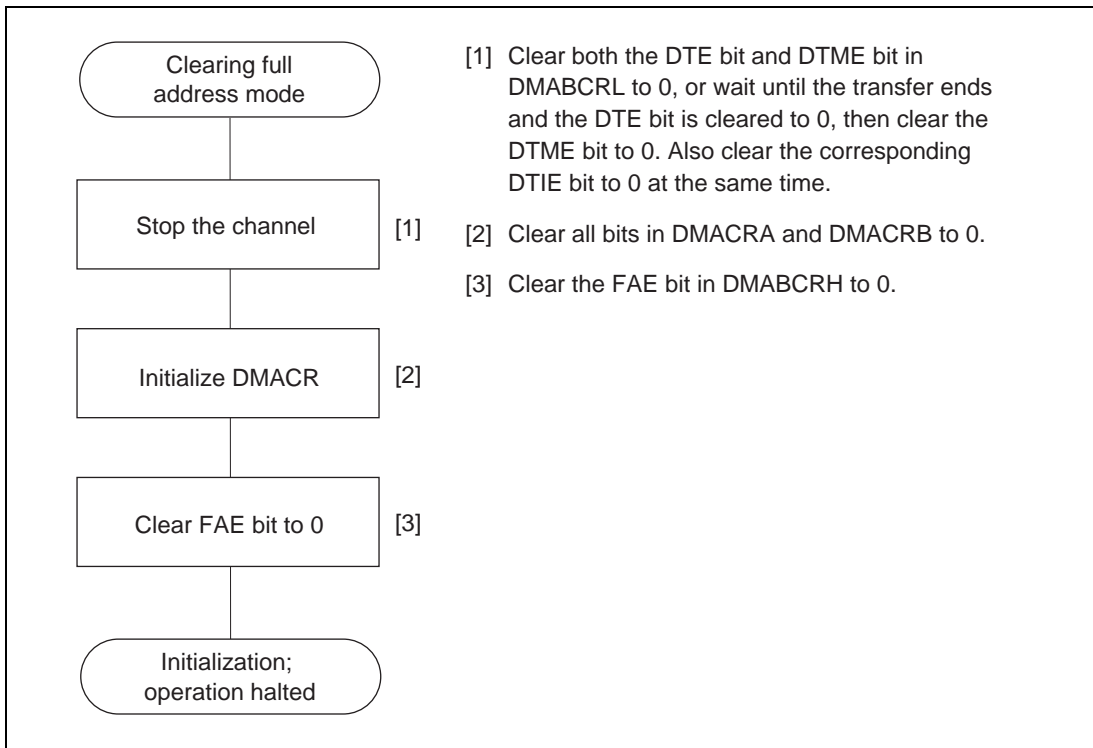 Clearing full
address mode
Stop the channel [1]
Initialize DMACR [2]
Clear FAE bit to 0 [3]
Initialization;
operation halted
[1] Clear both the DTE bit and DTME bit in
DMABCRL to 0, or wait until the transfer ends
and the DTE bit is cleared to 0, then clear the
DTME bit to 0. Also clear the corresponding
DTIE bit to 0 at the same time.
[2] Clear all bits in DMACRA and DMACRB to 0.
[3] Clear the FAE bit in DMABCRH to 0.